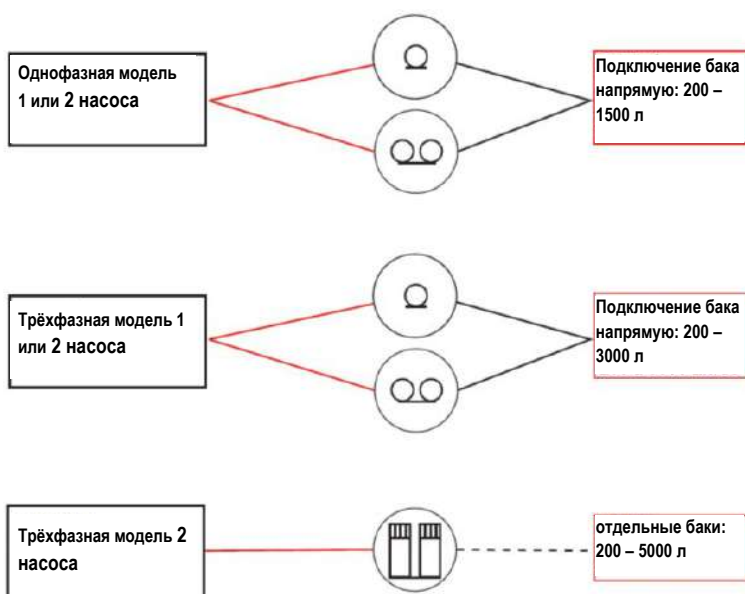 Однофазная модель
1 или 2 насоса
Подключение бака
напрямую: 200 –
1500 л
Трёхфазная модель 1
или 2 насоса
Подключение бака
напрямую: 200 –
3000 л
Трёхфазная модель 2
насоса
отдельные баки:
200 – 5000 л